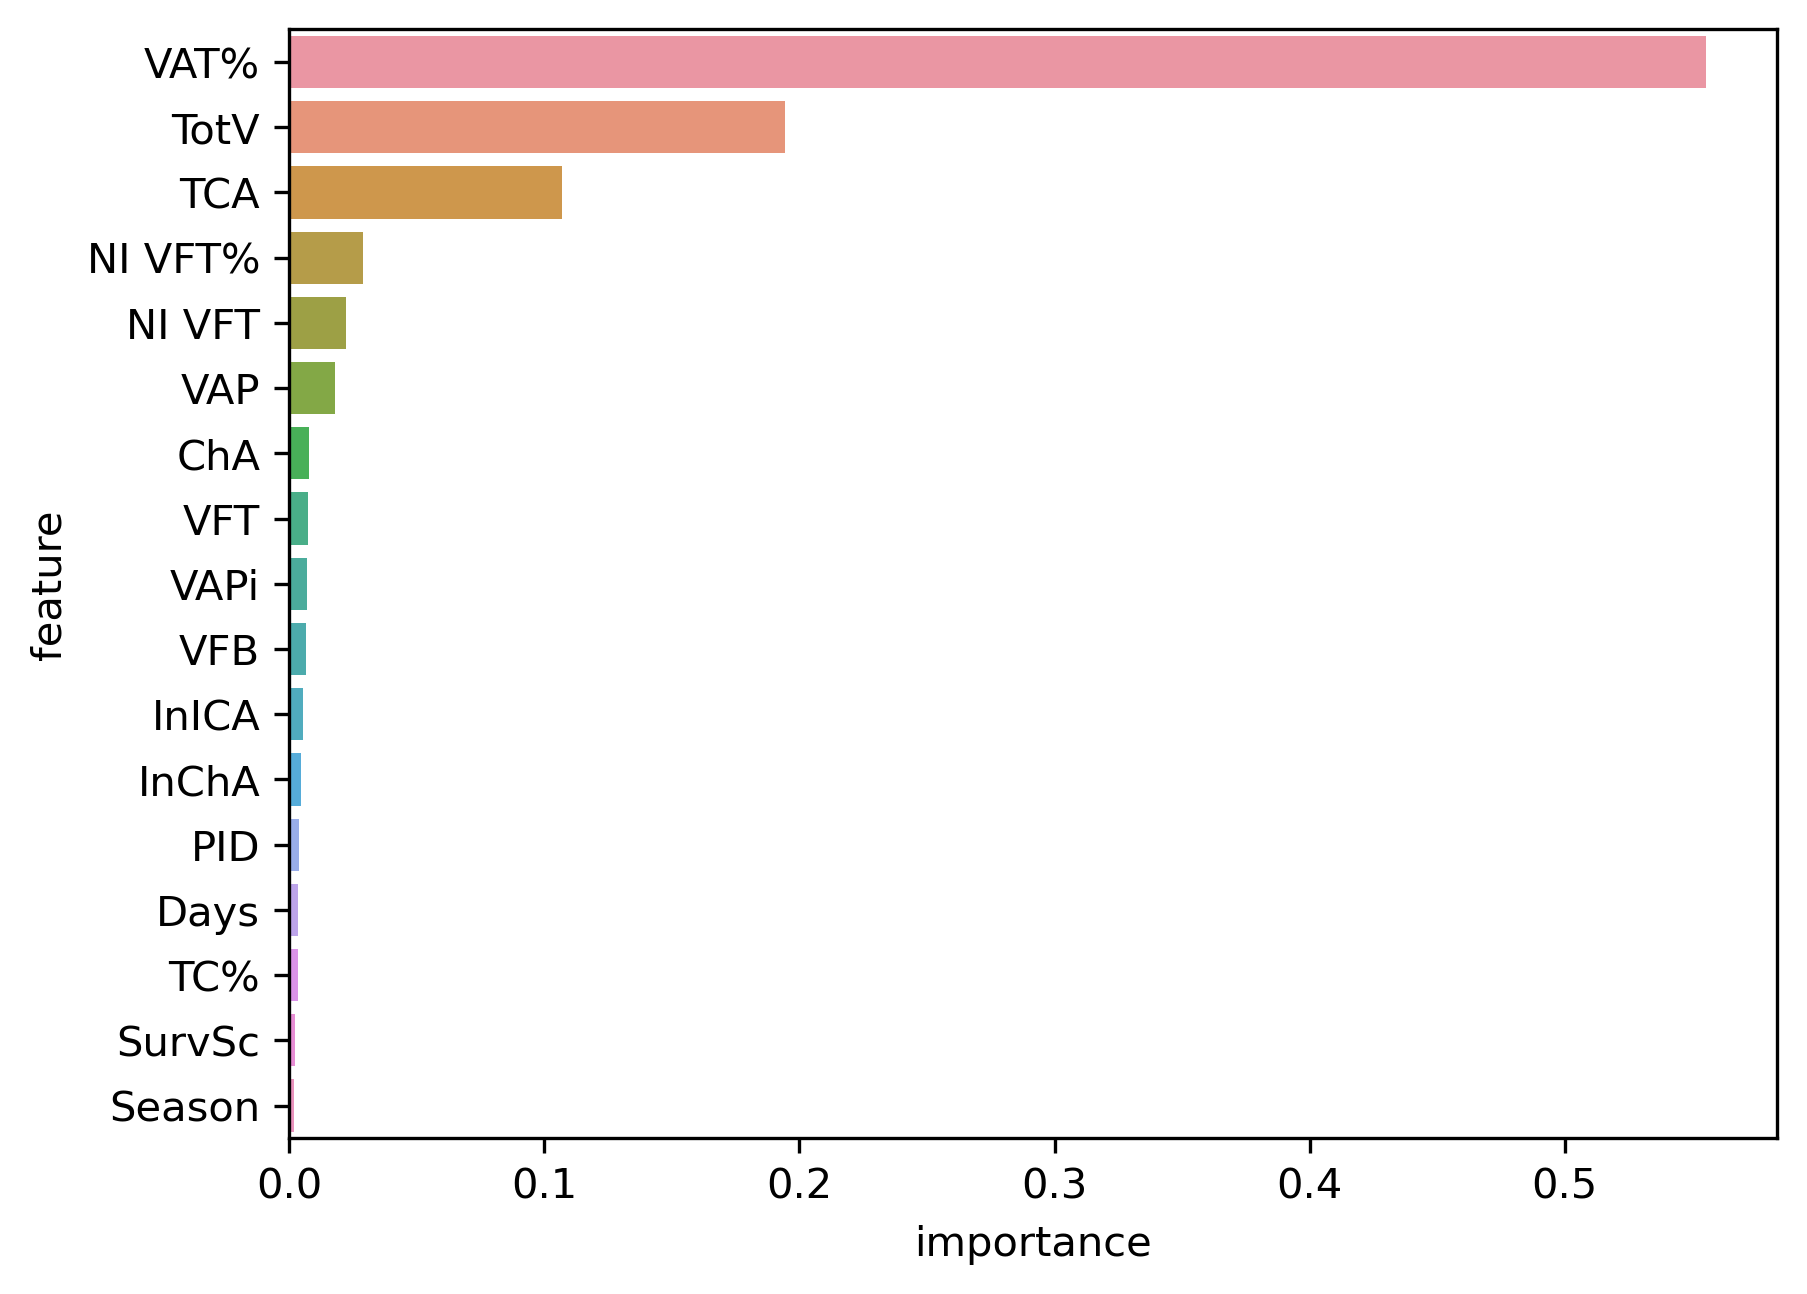 VAT%
TotV
TCA
NI VFT%
NI VFT
VAP
ChA
VFT
VAPi
VFB
InICA
InChA
PID
Days
TC%
SurvSc
Season
feature
0.0 0.1 0.2 0.3 0.4 0.5
importance